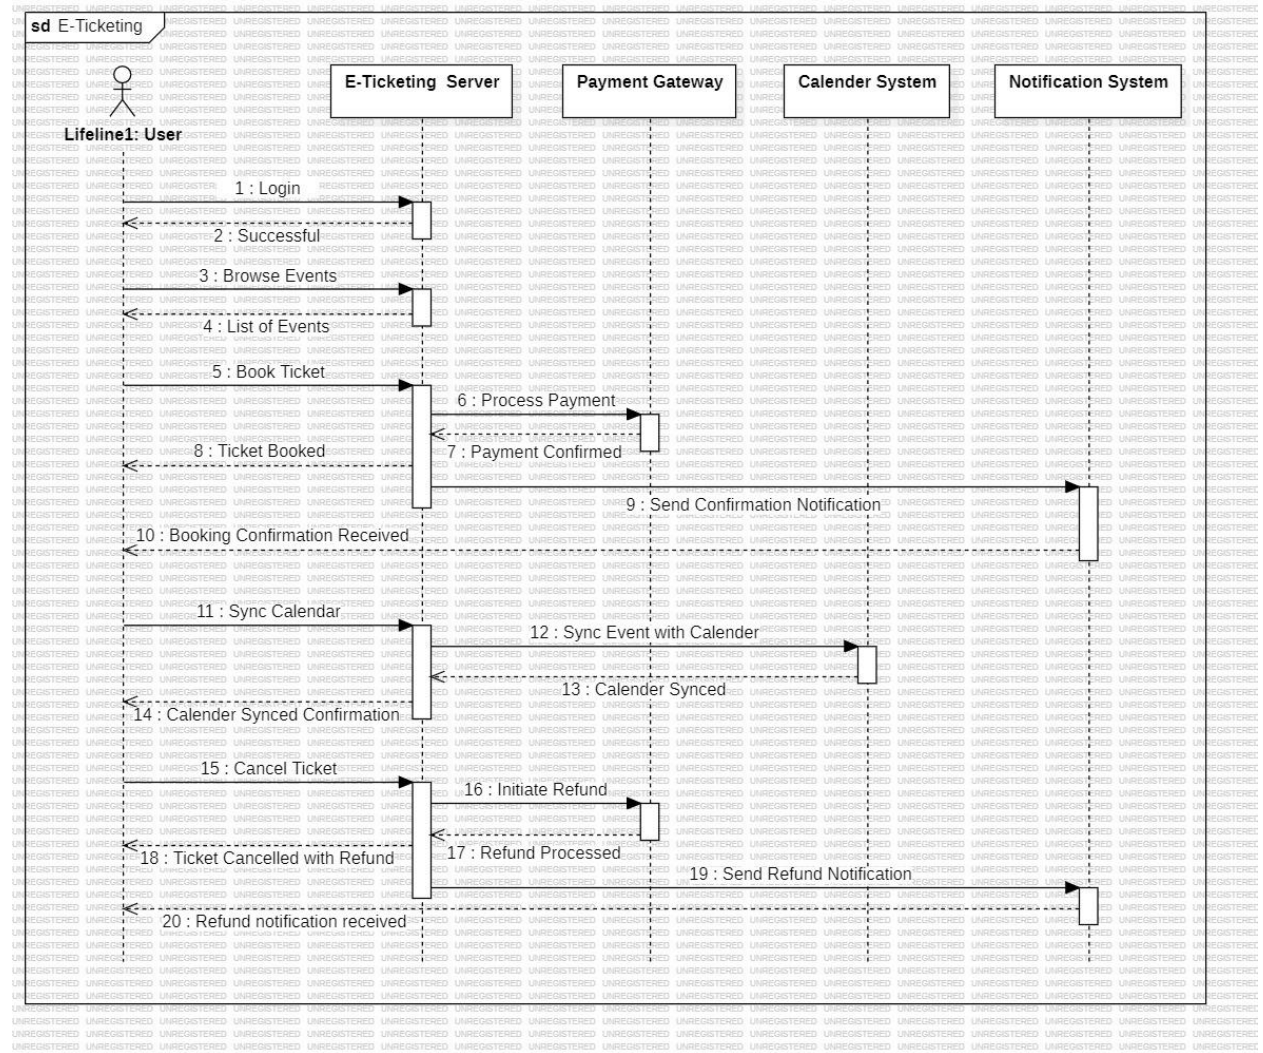 sd E-Ticketing
Lifeline1: User
E-Ticketing Server
Payment Gateway
Calender System
Notification System
1 : Login
2 : Successful
3 : Browse Events
4 : List of Events
5 : Book Ticket
6 : Process Payment
7 : Payment Confirmed
8 : Ticket Booked
9 : Send Confirmation Notification
10 : Booking Confirmation Received
11 : Sync Calendar
12 : Sync Event with Calender
13 : Calender Synced
14 : Calender Synced Confirmation
15 : Cancel Ticket
16 : Initiate Refund
17 : Refund Processed
18 : Ticket Cancelled with Refund
19 : Send Refund Notification
20 : Refund notification received
UNREGISTERED